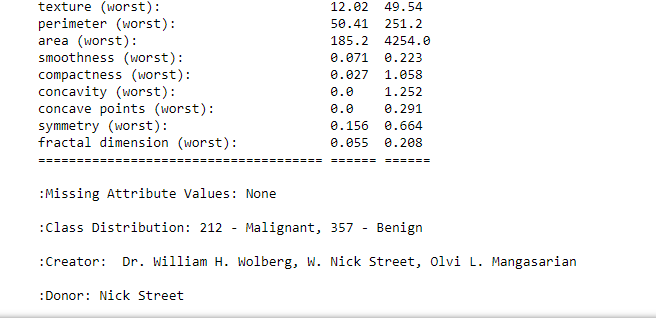 texture (worst): 12.02 49.54
perimeter (worst): 50.41 251.2
area (worst): 185.2 4254.0
smoothness (worst): 0.071 0.223
compactness (worst): 0.027 1.058
concavity (worst): 0.0 1.252
concave points (worst): 0.0 0.291
symmetry (worst): 0.156 0.664
fractal dimension (worst): 0.055 0.208
===================================== ====== ======
:Missing Attribute Values: None
:Class Distribution: 212 - Malignant, 357 - Benign
:Creator: Dr. William H. Wolberg, W. Nick Street, Olvi L. Mangasarian
:Donor: Nick Street